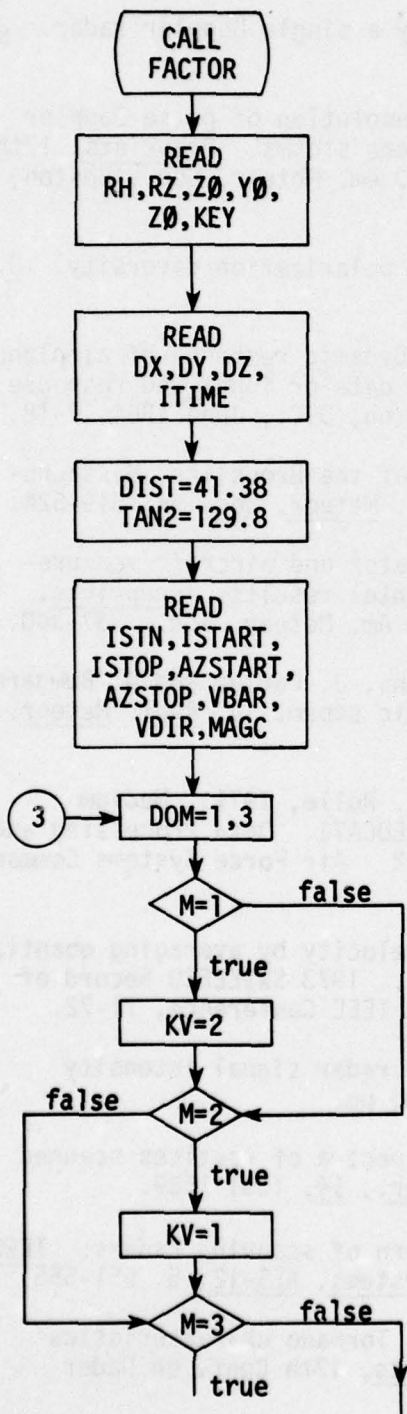 CALL
FACTOR
READ
RH,RZ,ZØ,YØ,
ZØ,KEY
READ
DX,DY,DZ,
ITIME
DIST=41.38
TAN2=129.8
READ
ISTN,ISTART,
ISTOP,AZSTART,
AZSTOP,VBAR,
VDIR,MAGC
3
DOM=1,3
M=1
false
true
KV=2
false
M=2
true
KV=1
M=3
false
true